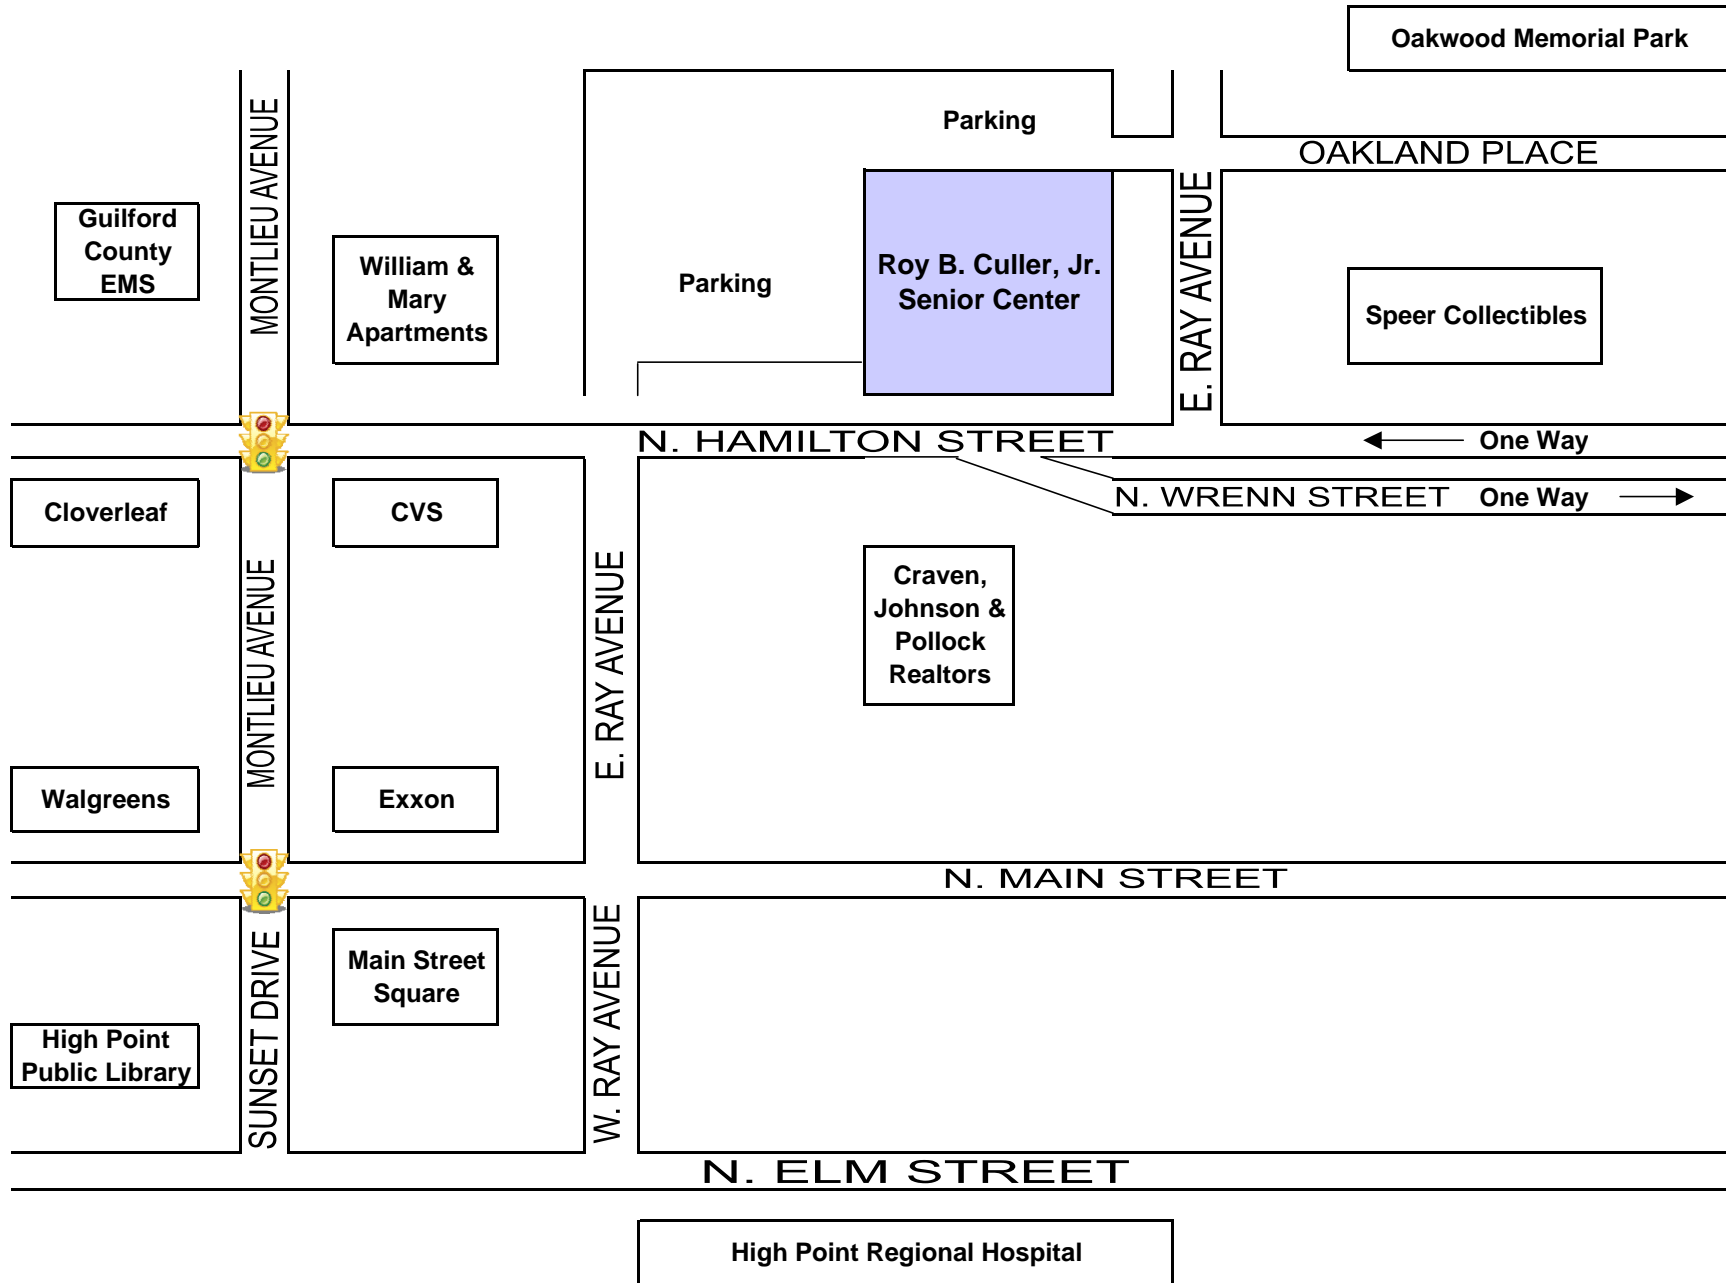 Oakwood Memorial Park
MONTLIEU AVENUE
Parking
OAKLAND PLACE
Guilford
County
EMS
William &
Mary
Apartments
Parking
Roy B. Culler, Jr.
Senior Center
E. RAY AVENUE
Speer Collectibles
N. HAMILTON STREET
One Way
N. WRENN STREET
One Way
Cloverleaf
MONTLIEU AVENUE
CVS
E. RAY AVENUE
Craven,
Johnson &
Pollock
Realtors
Walgreens
Exxon
N. MAIN STREET
SUNSET DRIVE
Main Street
Square
W. RAY AVENUE
High Point
Public Library
N. ELM STREET
High Point Regional Hospital